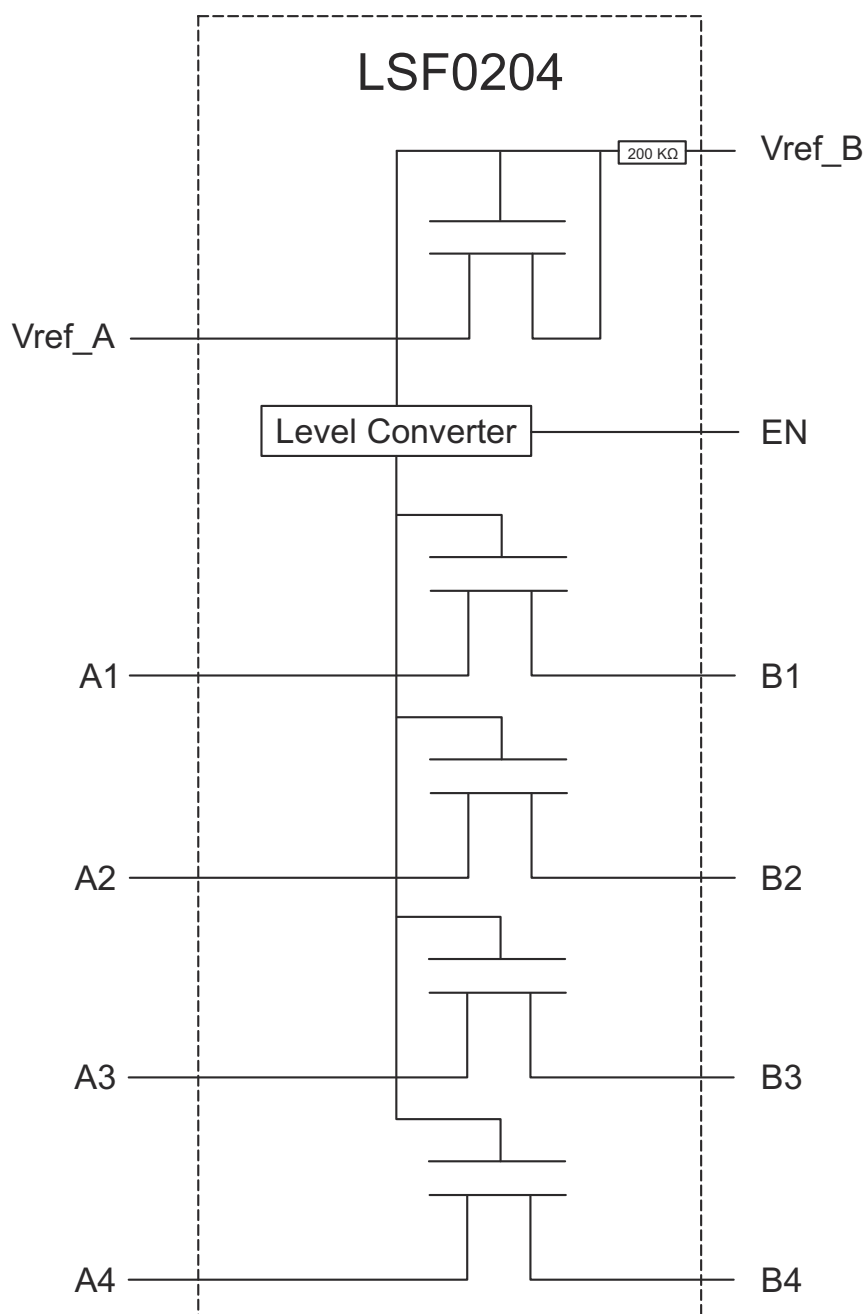 LSF0204
200 KΩ
Vref_B
Vref_A
Level Converter
EN
A1
B1
A2
B2
A3
B3
A4
B4